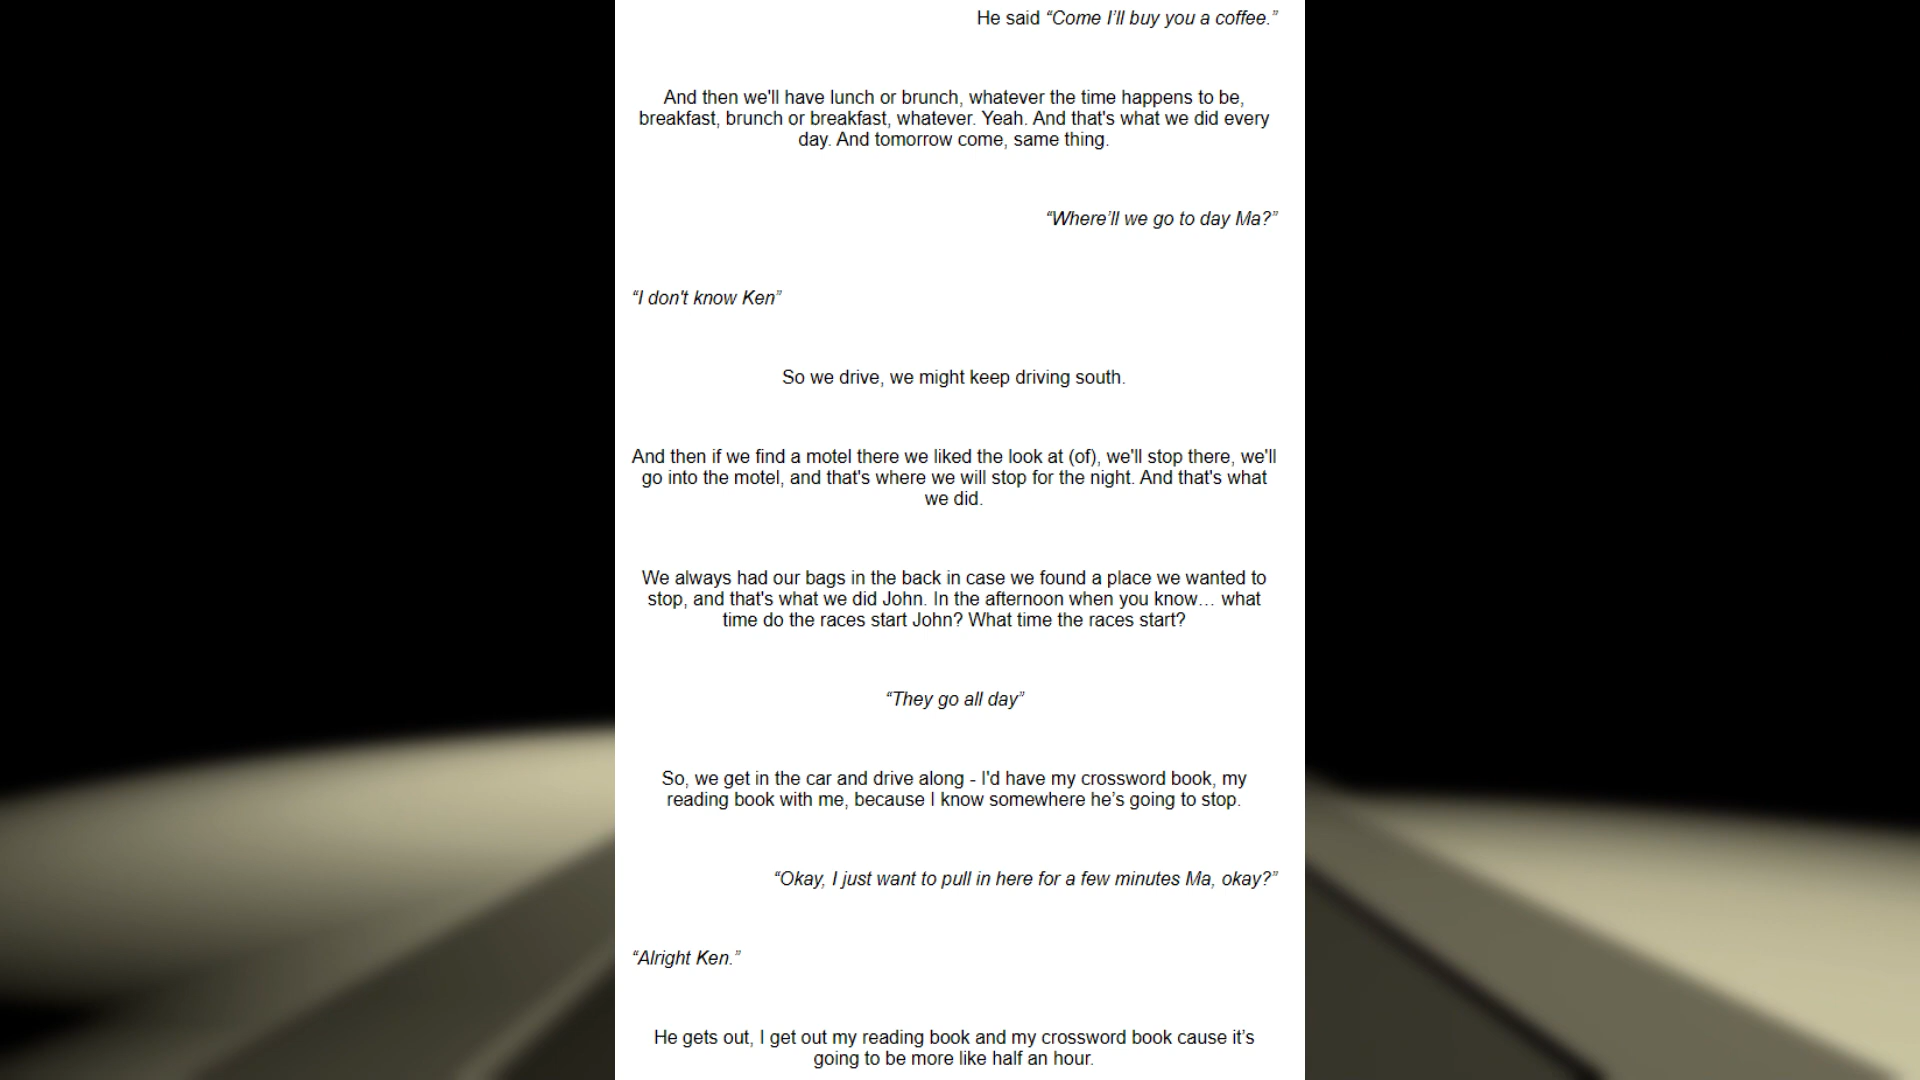 He said “Come I’ll buy you a coffee.”
And then we'll have lunch or brunch, whatever the time happens to be,
breakfast, brunch or breakfast, whatever. Yeah. And that's what we did every
day. And tomorrow come, same thing.
“Where’ll we go to day Ma?”
“I don't know Ken”
So we drive, we might keep driving south.
And then if we find a motel there we liked the look at (of), we'll stop there, we'll
go into the motel, and that's where we will stop for the night. And that's what
we did.
We always had our bags in the back in case we found a place we wanted to
stop, and that's what we did John. In the afternoon when you know… what
time do the races start John? What time the races start?
“They go all day”
So, we get in the car and drive along - I'd have my crossword book, my
reading book with me, because I know somewhere he’s going to stop.
“Okay, I just want to pull in here for a few minutes Ma, okay?”
“Alright Ken.”
He gets out, I get out my reading book and my crossword book cause it’s
going to be more like half an hour.